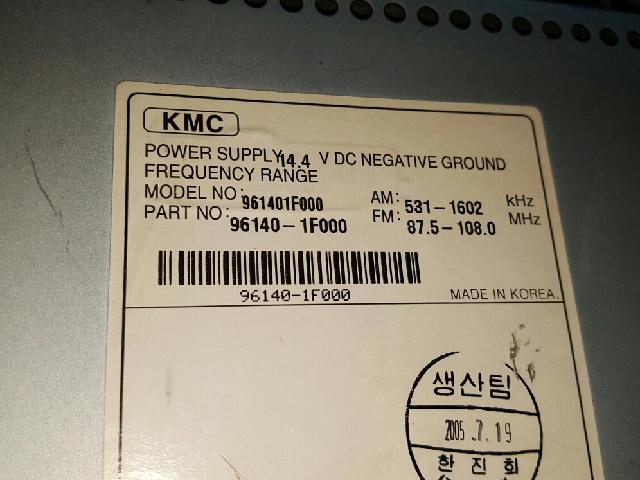 KMC
POWER SUPPLY 14.4 V DC NEGATIVE GROUND
FREQUENCY RANGE
MODEL NO: 961401F000 AM: 531-1602 kHz
PART NO: 96140-1F000 FM: 87.5-108.0 MHz
96140-1F000 MADE IN KOREA.
생산팀
2005.7.19
한진희